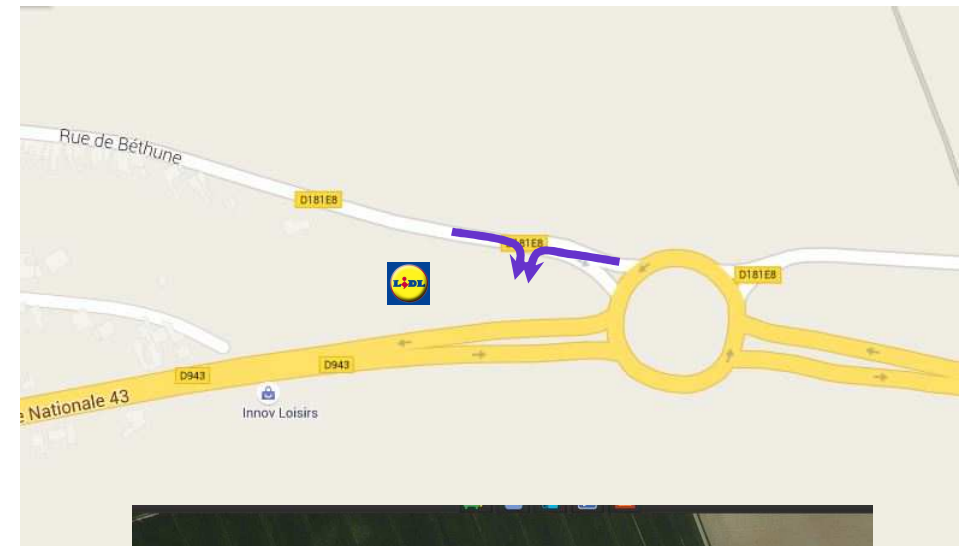 Rue de Béthune
D181E8
D181E8
D181E8
LIDL
D943
D943
Nationale 43
Innov Loisirs